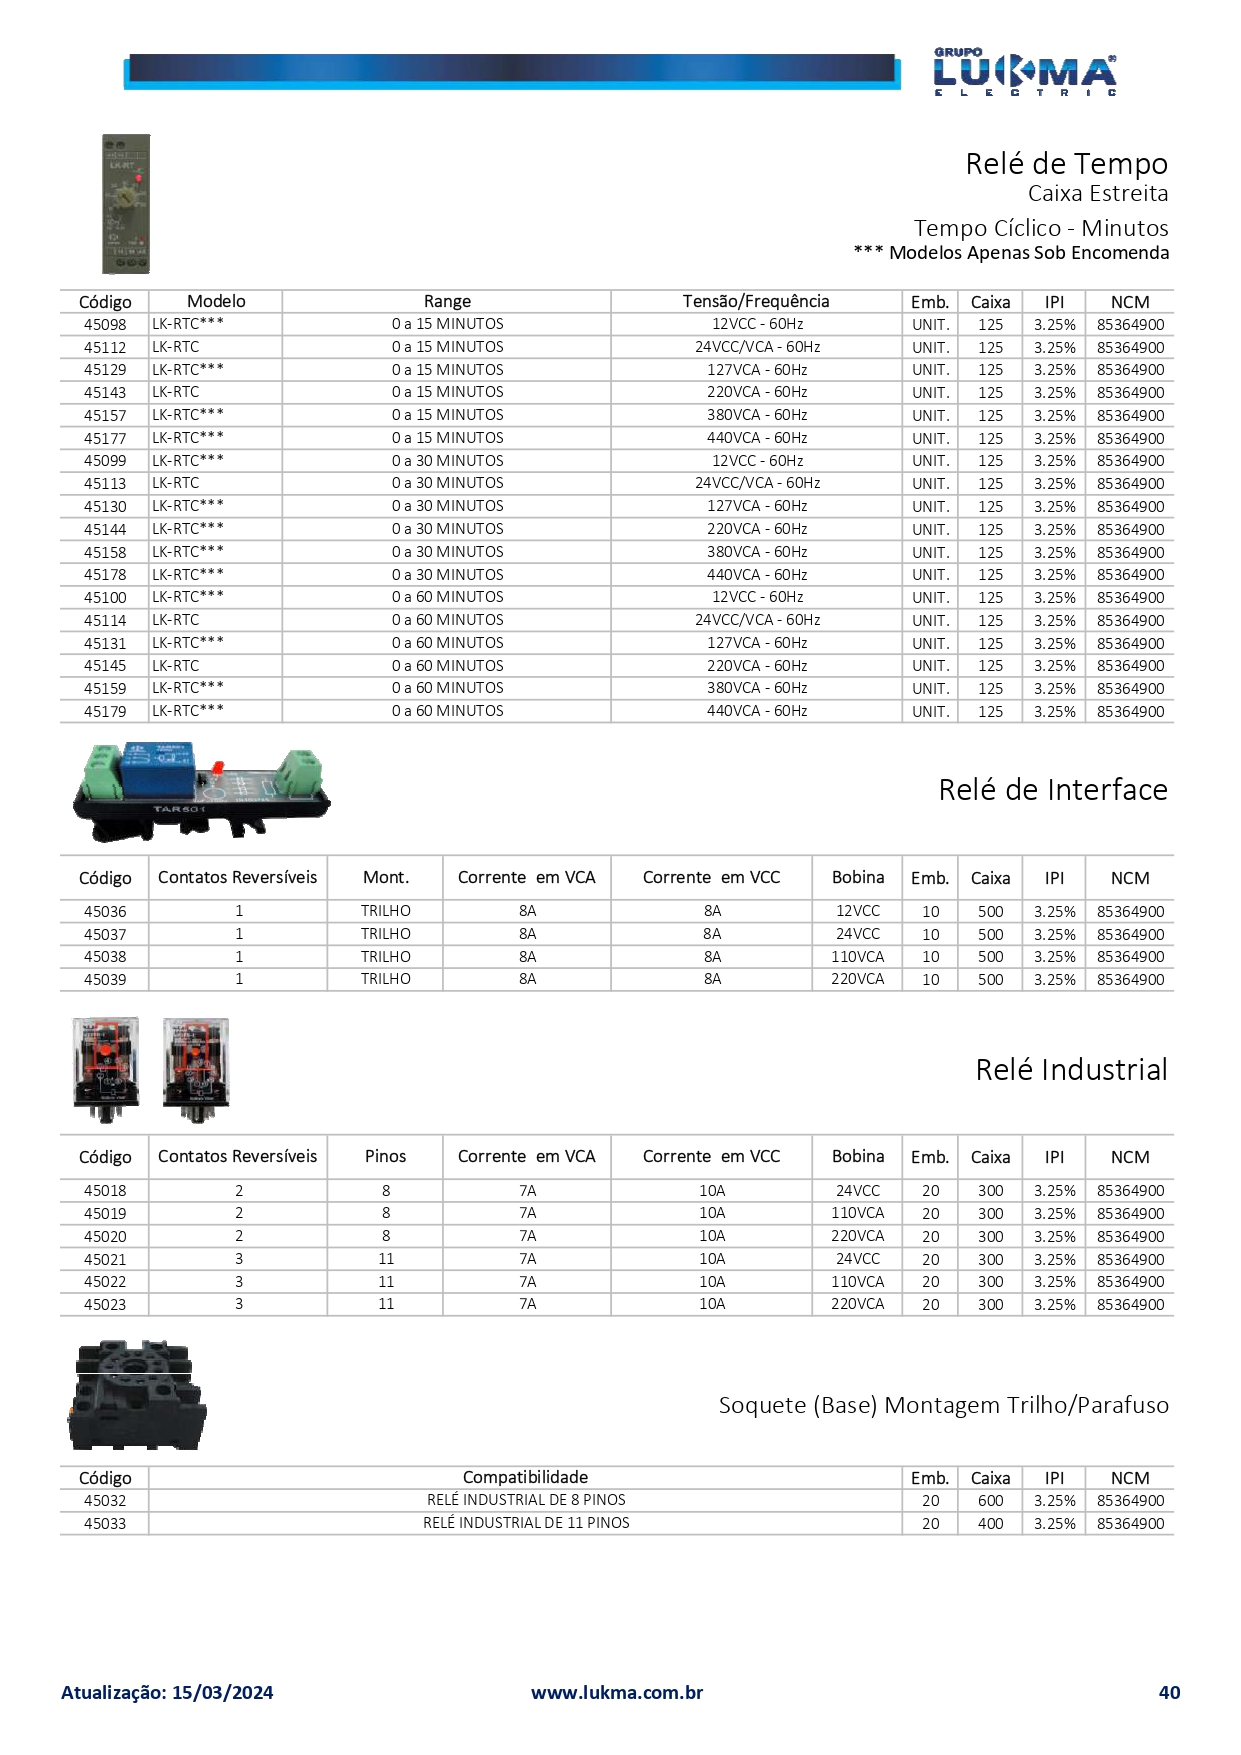 GRUPO
LUKMA®
ELECTRIC
LK-RT
Relé de Tempo
Caixa Estreita
Tempo Cíclico - Minutos
*** Modelos Apenas Sob Encomenda
Código Modelo Range Tensão/Frequência Emb. Caixa IPI NCM
45098 LK-RTC*** 0 a 15 MINUTOS 12VCC - 60Hz UNIT. 125 3.25% 85364900
45112 LK-RTC 0 a 15 MINUTOS 24VCC/VCA - 60Hz UNIT. 125 3.25% 85364900
45129 LK-RTC*** 0 a 15 MINUTOS 127VCA - 60Hz UNIT. 125 3.25% 85364900
45143 LK-RTC 0 a 15 MINUTOS 220VCA - 60Hz UNIT. 125 3.25% 85364900
45157 LK-RTC*** 0 a 15 MINUTOS 380VCA - 60Hz UNIT. 125 3.25% 85364900
45177 LK-RTC*** 0 a 15 MINUTOS 440VCA - 60Hz UNIT. 125 3.25% 85364900
45099 LK-RTC*** 0 a 30 MINUTOS 12VCC - 60Hz UNIT. 125 3.25% 85364900
45113 LK-RTC 0 a 30 MINUTOS 24VCC/VCA - 60Hz UNIT. 125 3.25% 85364900
45130 LK-RTC*** 0 a 30 MINUTOS 127VCA - 60Hz UNIT. 125 3.25% 85364900
45144 LK-RTC*** 0 a 30 MINUTOS 220VCA - 60Hz UNIT. 125 3.25% 85364900
45158 LK-RTC*** 0 a 30 MINUTOS 380VCA - 60Hz UNIT. 125 3.25% 85364900
45178 LK-RTC*** 0 a 30 MINUTOS 440VCA - 60Hz UNIT. 125 3.25% 85364900
45100 LK-RTC*** 0 a 60 MINUTOS 12VCC - 60Hz UNIT. 125 3.25% 85364900
45114 LK-RTC 0 a 60 MINUTOS 24VCC/VCA - 60Hz UNIT. 125 3.25% 85364900
45131 LK-RTC*** 0 a 60 MINUTOS 127VCA - 60Hz UNIT. 125 3.25% 85364900
45145 LK-RTC 0 a 60 MINUTOS 220VCA - 60Hz UNIT. 125 3.25% 85364900
45159 LK-RTC*** 0 a 60 MINUTOS 380VCA - 60Hz UNIT. 125 3.25% 85364900
45179 LK-RTC*** 0 a 60 MINUTOS 440VCA - 60Hz UNIT. 125 3.25% 85364900
TAR501
Relé de Interface
Código Contatos Reversíveis Mont. Corrente em VCA Corrente em VCC Bobina Emb. Caixa IPI NCM
45036 1 TRILHO 8A 8A 12VCC 10 500 3.25% 85364900
45037 1 TRILHO 8A 8A 24VCC 10 500 3.25% 85364900
45038 1 TRILHO 8A 8A 110VCA 10 500 3.25% 85364900
45039 1 TRILHO 8A 8A 220VCA 10 500 3.25% 85364900
Relé Industrial
Código Contatos Reversíveis Pinos Corrente em VCA Corrente em VCC Bobina Emb. Caixa IPI NCM
45018 2 8 7A 10A 24VCC 20 300 3.25% 85364900
45019 2 8 7A 10A 110VCA 20 300 3.25% 85364900
45020 2 8 7A 10A 220VCA 20 300 3.25% 85364900
45021 3 11 7A 10A 24VCC 20 300 3.25% 85364900
45022 3 11 7A 10A 110VCA 20 300 3.25% 85364900
45023 3 11 7A 10A 220VCA 20 300 3.25% 85364900
Soquete (Base) Montagem Trilho/Parafuso
Código Compatibilidade Emb. Caixa IPI NCM
45032 RELÉ INDUSTRIAL DE 8 PINOS 20 600 3.25% 85364900
45033 RELÉ INDUSTRIAL DE 11 PINOS 20 400 3.25% 85364900
Atualização: 15/03/2024 www.lukma.com.br 40